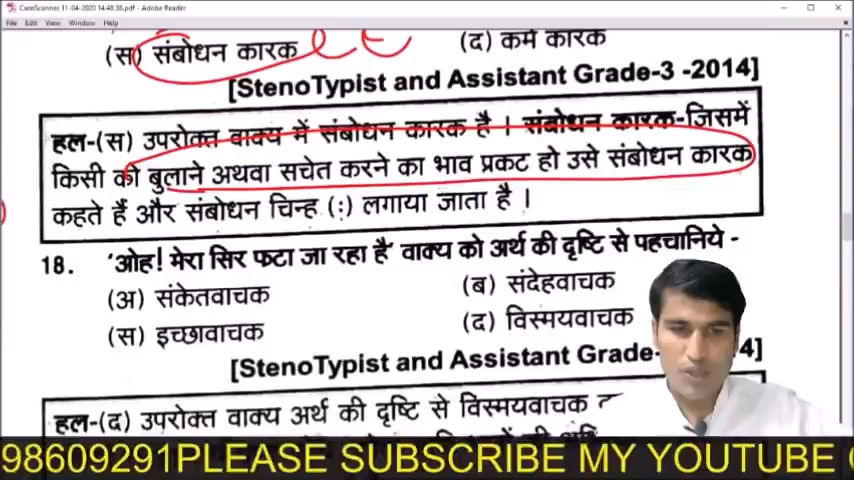 CamScanner 11-04-2020 14.48.38.pdf - Adobe Reader
File Edit View Window Help
(स) संबोधन कारक (द) कर्म कारक
[StenoTypist and Assistant Grade-3 -2014]
हल-(स) उपरोक्त वाक्य में संबोधन कारक है । संबोधन कारक-जिसमें
किसी को बुलाने अथवा सचेत करने का भाव प्रकट हो उसे संबोधन कारक
कहते हैं और संबोधन चिन्ह (:) लगाया जाता है ।
18. 'ओह! मेरा सिर फटा जा रहा है' वाक्य को अर्थ की दृष्टि से पहचानिये -
(अ) संकेतवाचक (ब) संदेहवाचक
(स) इच्छावाचक (द) विस्मयवाचक
[StenoTypist and Assistant Grade- 4]
हल-(द) उपरोक्त वाक्य अर्थ की दृष्टि से विस्मयवाचक
98609291PLEASE SUBSCRIBE MY YOUTUBE